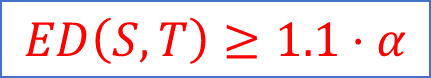 ED(S,T) ≥ 1.1 · α